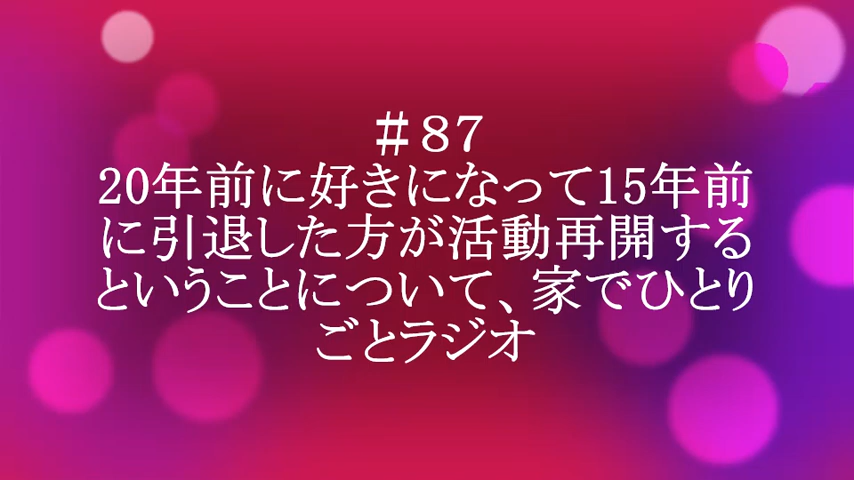 ＃８７
20年前に好きになって15年前
に引退した方が活動再開する
ということについて、家でひとり
ごとラジオ